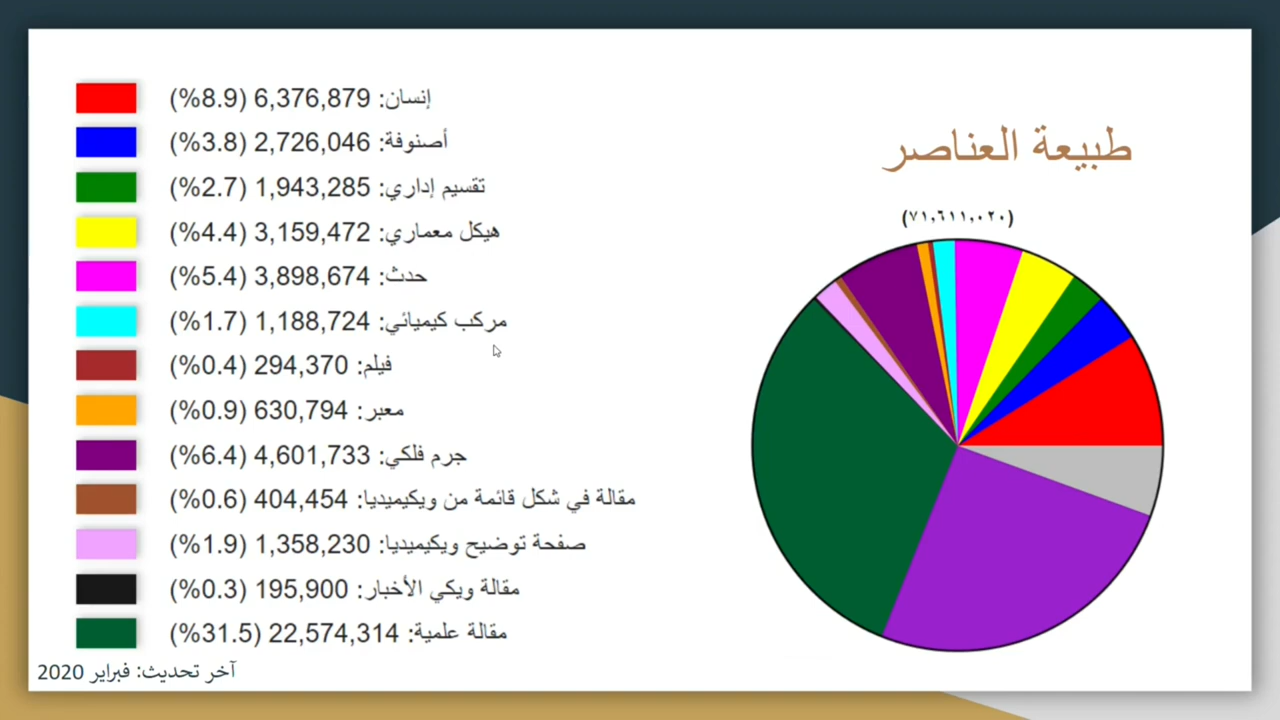 طبيعة العناصر
(٧١,٦١١,٠٢٠)
إنسان: 6,376,879 (8.9%)
أصنوفة: 2,726,046 (3.8%)
تقسيم إداري: 1,943,285 (2.7%)
هيكل معماري: 3,159,472 (4.4%)
حدث: 3,898,674 (5.4%)
مركب كيميائي: 1,188,724 (1.7%)
فيلم: 294,370 (0.4%)
معبر: 630,794 (0.9%)
جرم فلكي: 4,601,733 (6.4%)
مقالة في شكل قائمة من ويكيميديا: 404,454 (0.6%)
صفحة توضيح ويكيميديا: 1,358,230 (1.9%)
مقالة ويكي الأخبار: 195,900 (0.3%)
مقالة علمية: 22,574,314 (31.5%)
آخر تحديث: فبراير 2020